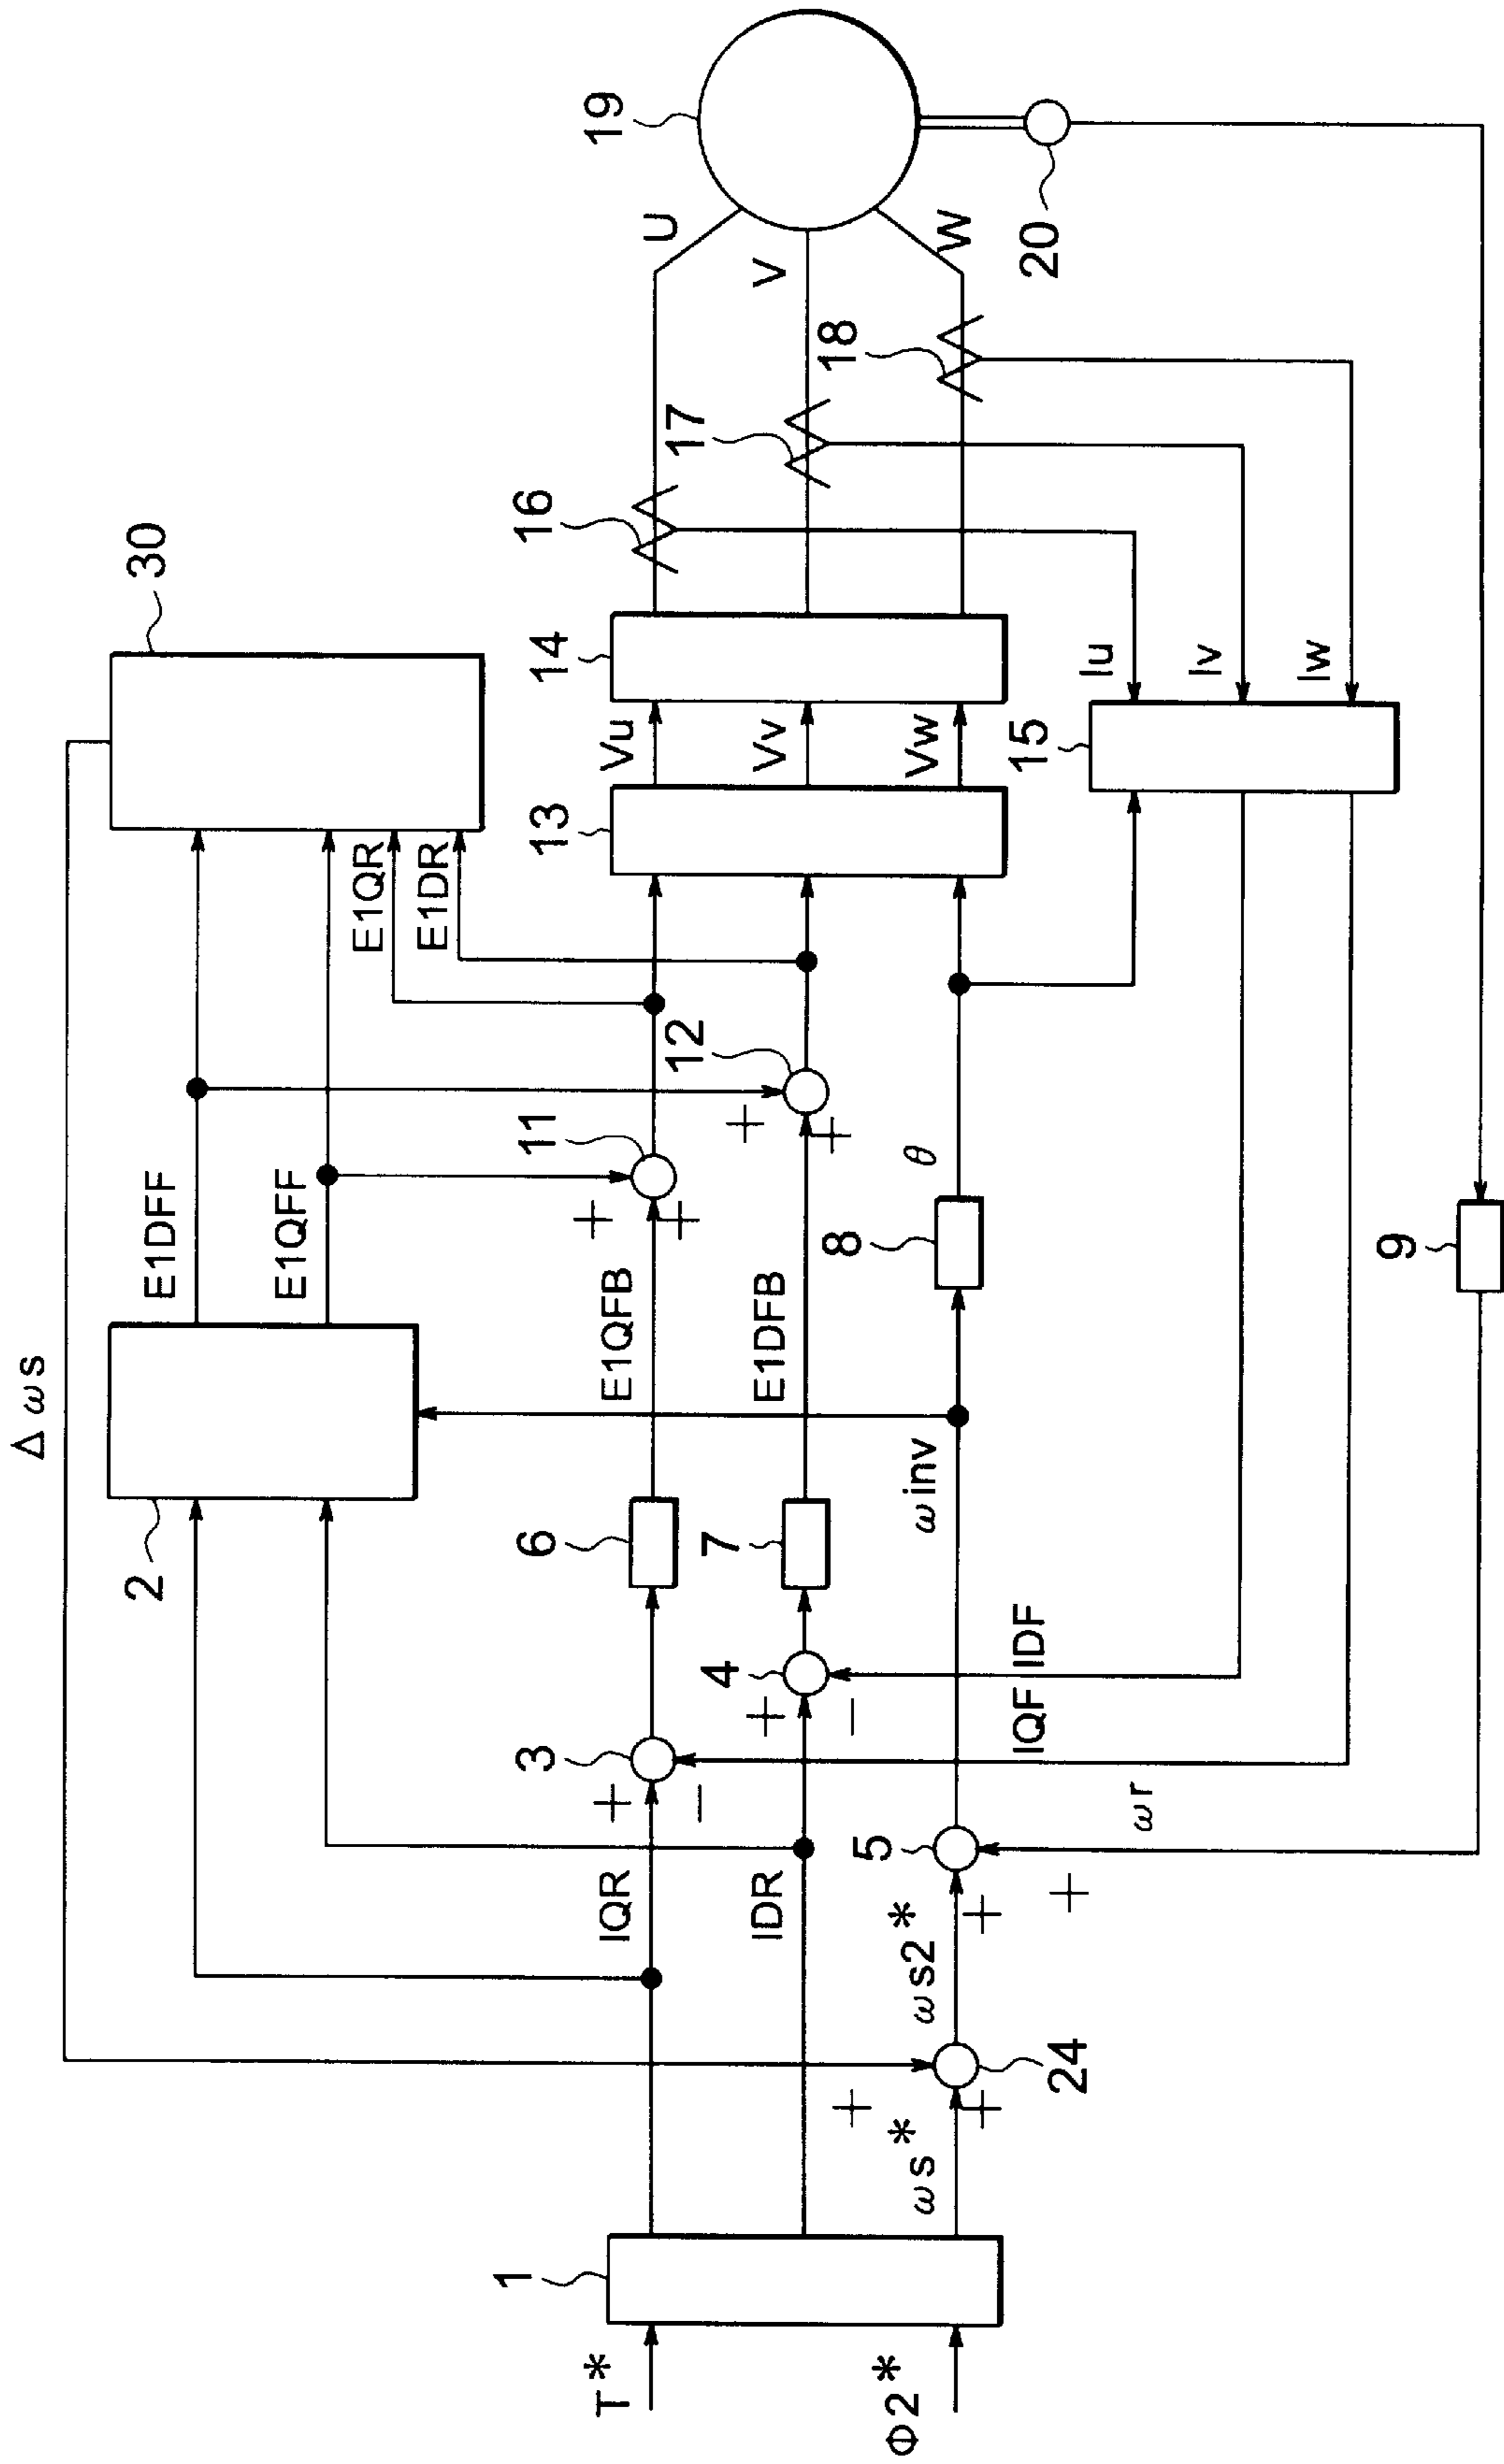 Δωs
30
E1DFF
E1QFF
E1QR
E1DR
2
19
U
V
W
20
16
17
18
14
Vu
Vv
Vw
13
15
Iu
Iv
Iw
11
12
+
+
+
+
E1QFB
E1DFB
θ
8
9
6
7
ωinv
3
4
+
−
+
−
IQF
IDF
IQR
IDR
5
ωr
ωs2*
+
+
24
+
+
ωs*
1
T*
Φ2*